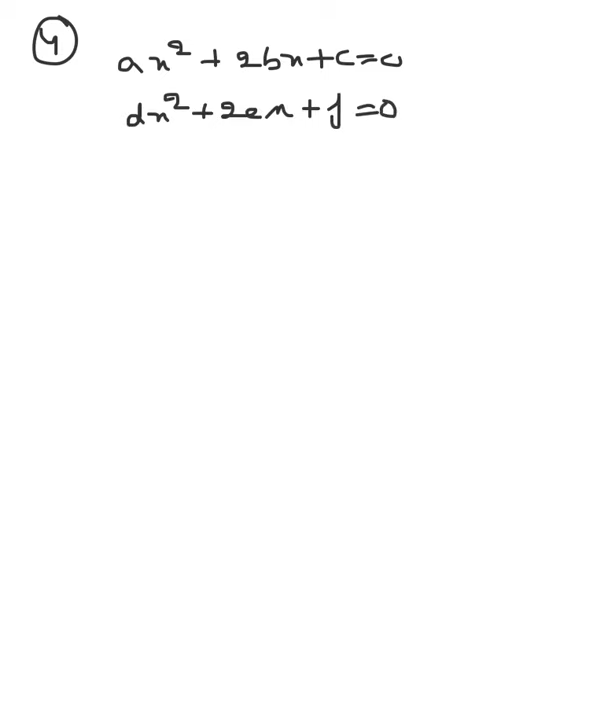 4 ax² + 2bx + c = 0
dx² + 2ex + f = 0